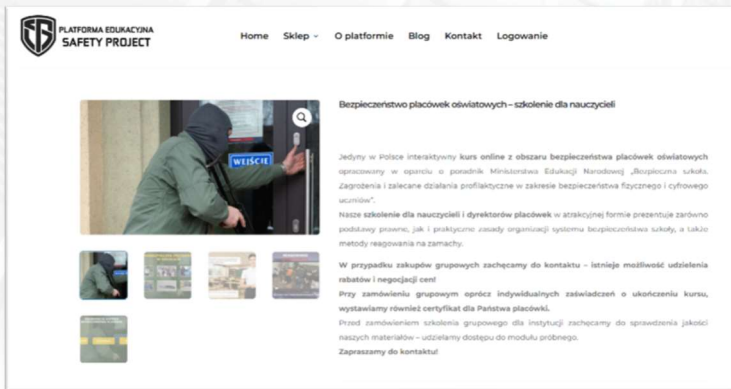 PLATFORMA EDUKACYJNA
SAFETY PROJECT
Home Sklep O platformie Blog Kontakt Logowanie
WEJŚCIE
Bezpieczeństwo placówek oświatowych – szkolenie dla nauczycieli
Jedyny w Polsce interaktywny kurs online z obszaru bezpieczeństwa placówek oświatowych
opracowany w oparciu o poradnik Ministerstwa Edukacji Narodowej „Bezpieczna szkoła.
Zagrożenia i zalecane działania profilaktyczne w zakresie bezpieczeństwa fizycznego i cyfrowego
uczniów”.
Nasze szkolenie dla nauczycieli i dyrektorów placówek w atrakcyjnej formie prezentuje zarówno
podstawy prawne, jak i praktyczne zasady organizacji systemu bezpieczeństwa szkoły, a także
metody reagowania na zamachy.
W przypadku zakupów grupowych zachęcamy do kontaktu – istnieje możliwość udzielenia
rabatów i negocjacji cen!
Przy zamówieniu grupowym oprócz indywidualnych zaświadczeń o ukończeniu kursu,
wystawiamy również certyfikat dla Państwa placówki.
Przed zamówieniem szkolenia grupowego dla instytucji zachęcamy do sprawdzenia jakości
naszych materiałów – udzielamy dostępu do modułu próbnego.
Zapraszamy do kontaktu!